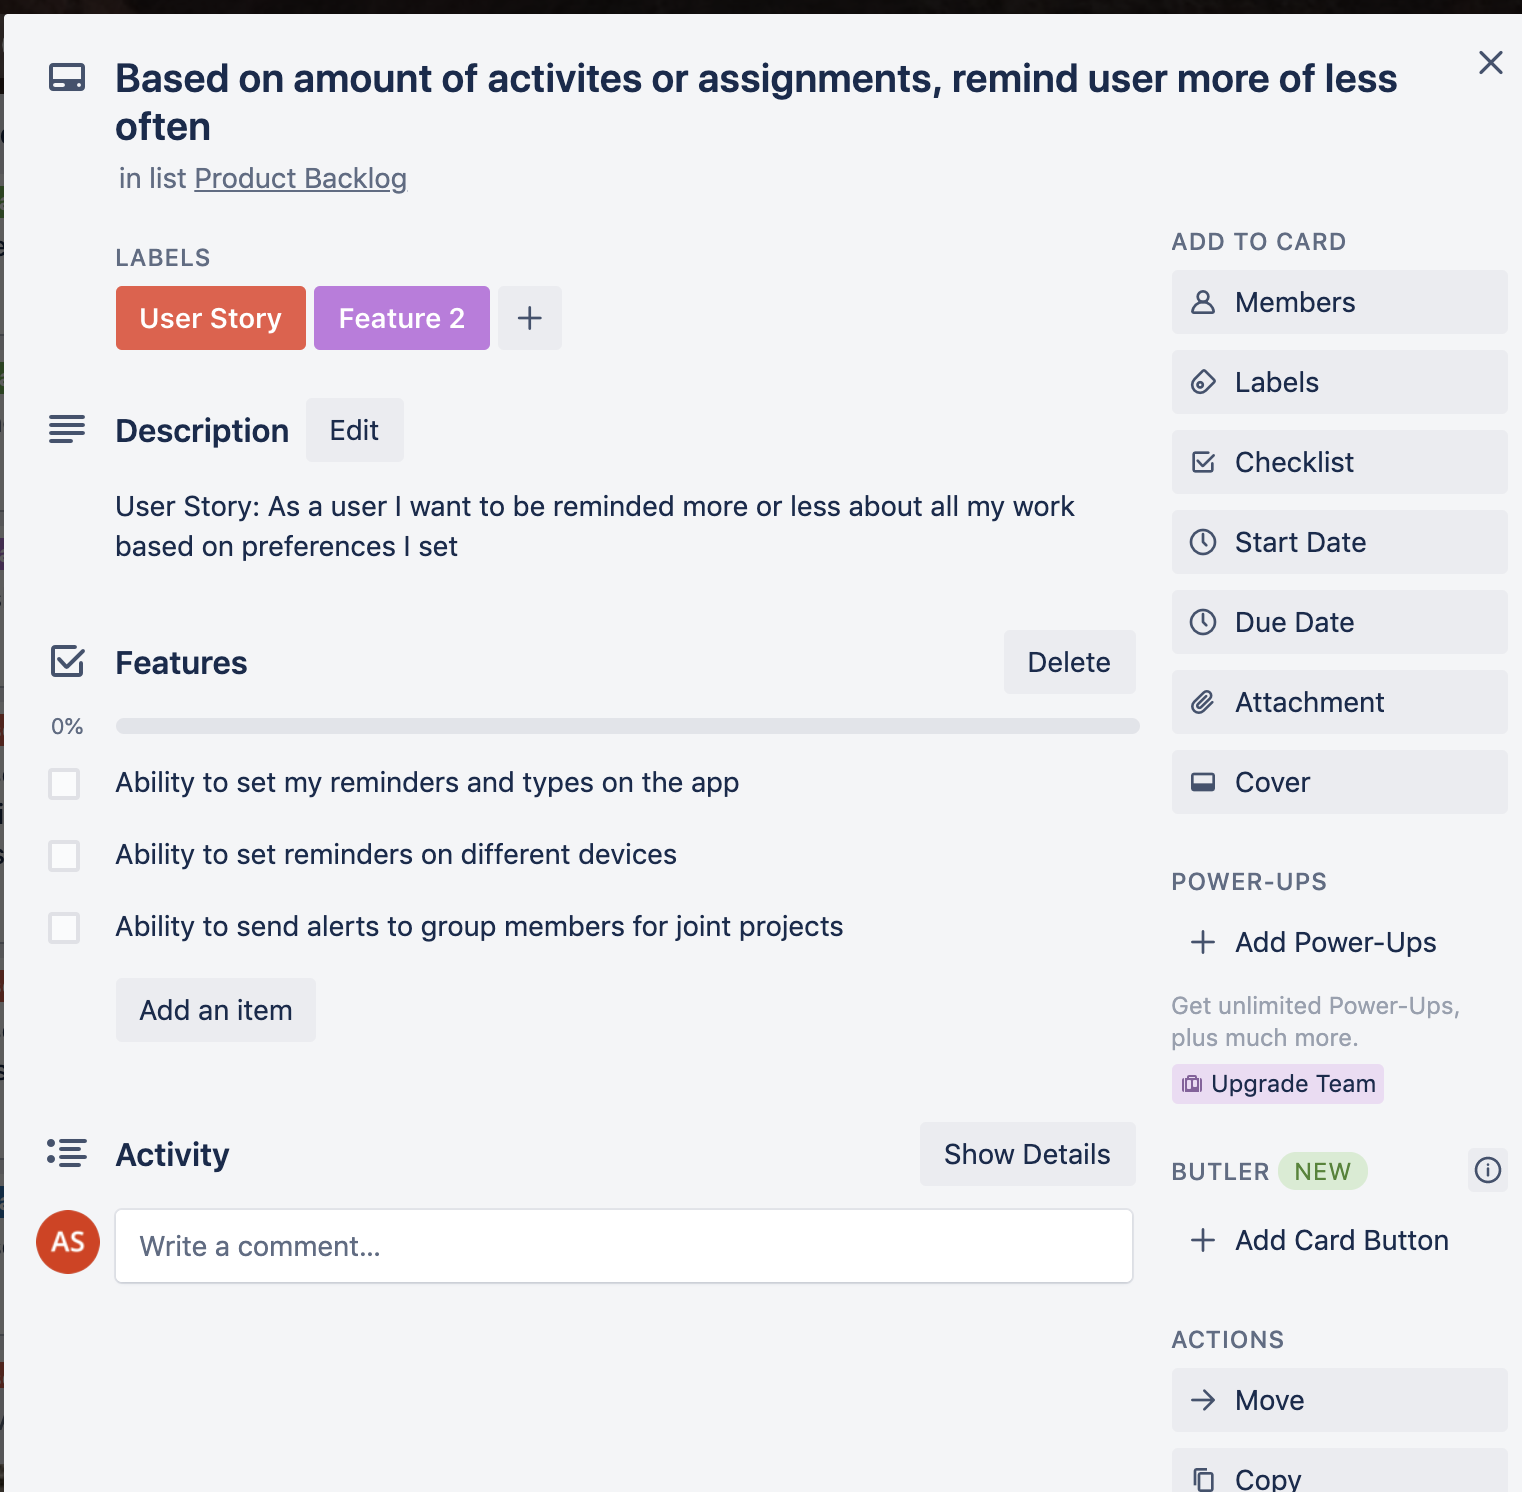 Based on amount of activites or assignments, remind user more of less
often
in list Product Backlog
LABELS
User Story
Feature 2
Description
Edit
User Story: As a user I want to be reminded more or less about all my work
based on preferences I set
Features
Delete
0%
Ability to set my reminders and types on the app
Ability to set reminders on different devices
Ability to send alerts to group members for joint projects
Add an item
Activity
Show Details
AS
Write a comment...
ADD TO CARD
Members
Labels
Checklist
Start Date
Due Date
Attachment
Cover
POWER-UPS
Add Power-Ups
Get unlimited Power-Ups,
plus much more.
Upgrade Team
BUTLER NEW
Add Card Button
ACTIONS
Move
Copy